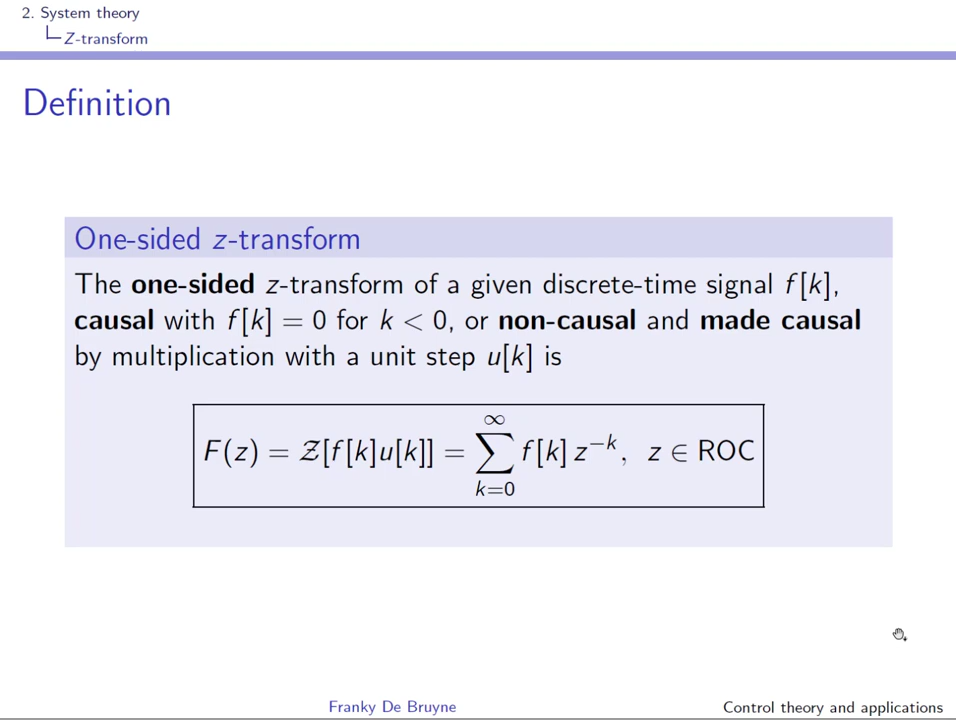 2. System theory
Z-transform
Definition
One-sided z-transform
The one-sided z-transform of a given discrete-time signal f[k],
causal with f[k] = 0 for k < 0, or non-causal and made causal
by multiplication with a unit step u[k] is
F(z) = Z[f[k]u[k]] = ∑_{k=0}^{∞} f[k] z^{−k}, z ∈ ROC
Franky De Bruyne
Control theory and applications